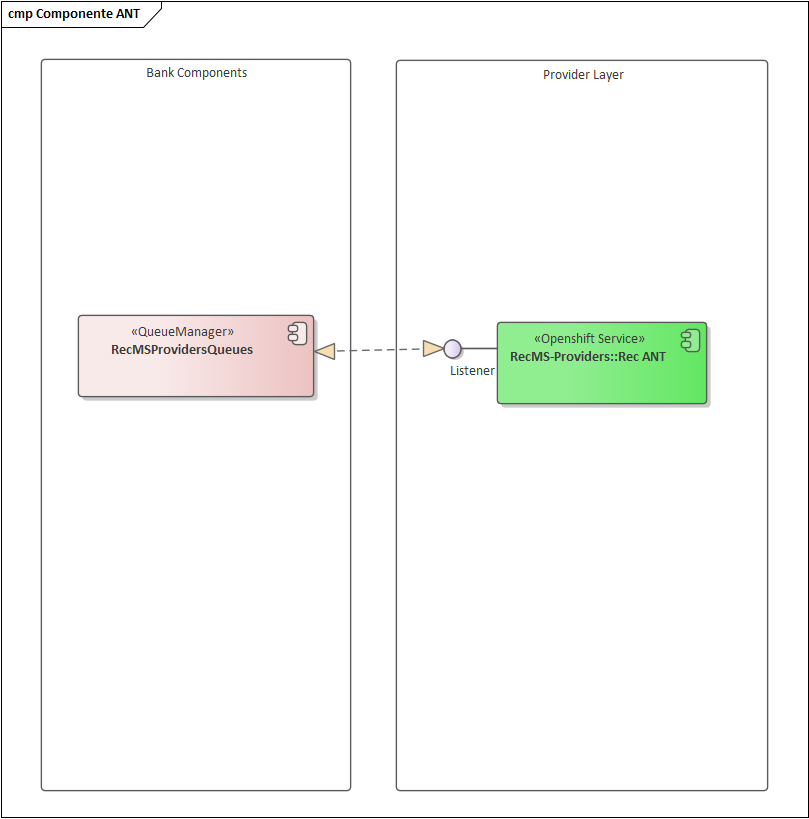 cmp Componente ANT
Bank Components
Provider Layer
«QueueManager»
RecMSProvidersQueues
Listener
«Openshift Service»
RecMS-Providers::Rec ANT